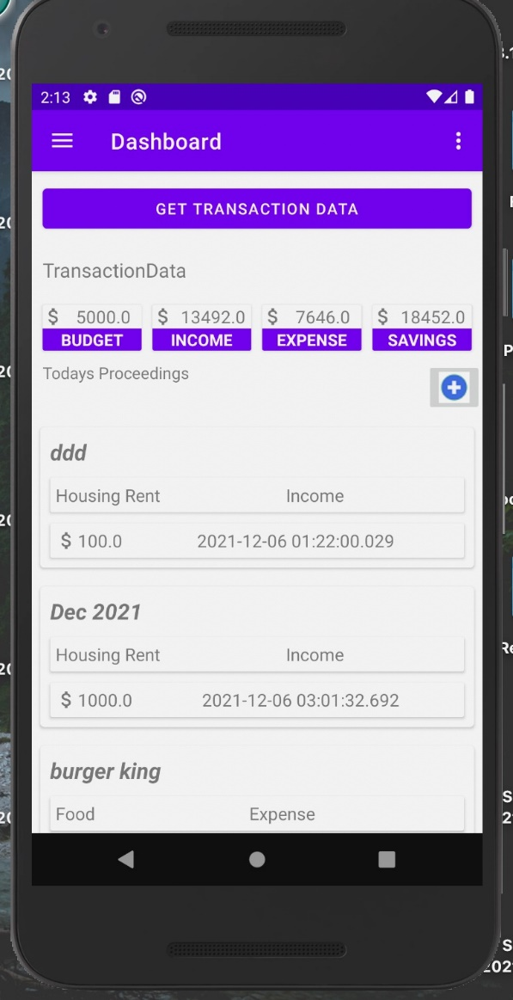 2:13
Dashboard
GET TRANSACTION DATA
TransactionData
$ 5000.0 $ 13492.0 $ 7646.0 $ 18452.0
BUDGET INCOME EXPENSE SAVINGS
Todays Proceedings
ddd
Housing Rent Income
$ 100.0 2021-12-06 01:22:00.029
Dec 2021
Housing Rent Income
$ 1000.0 2021-12-06 03:01:32.692
burger king
Food Expense